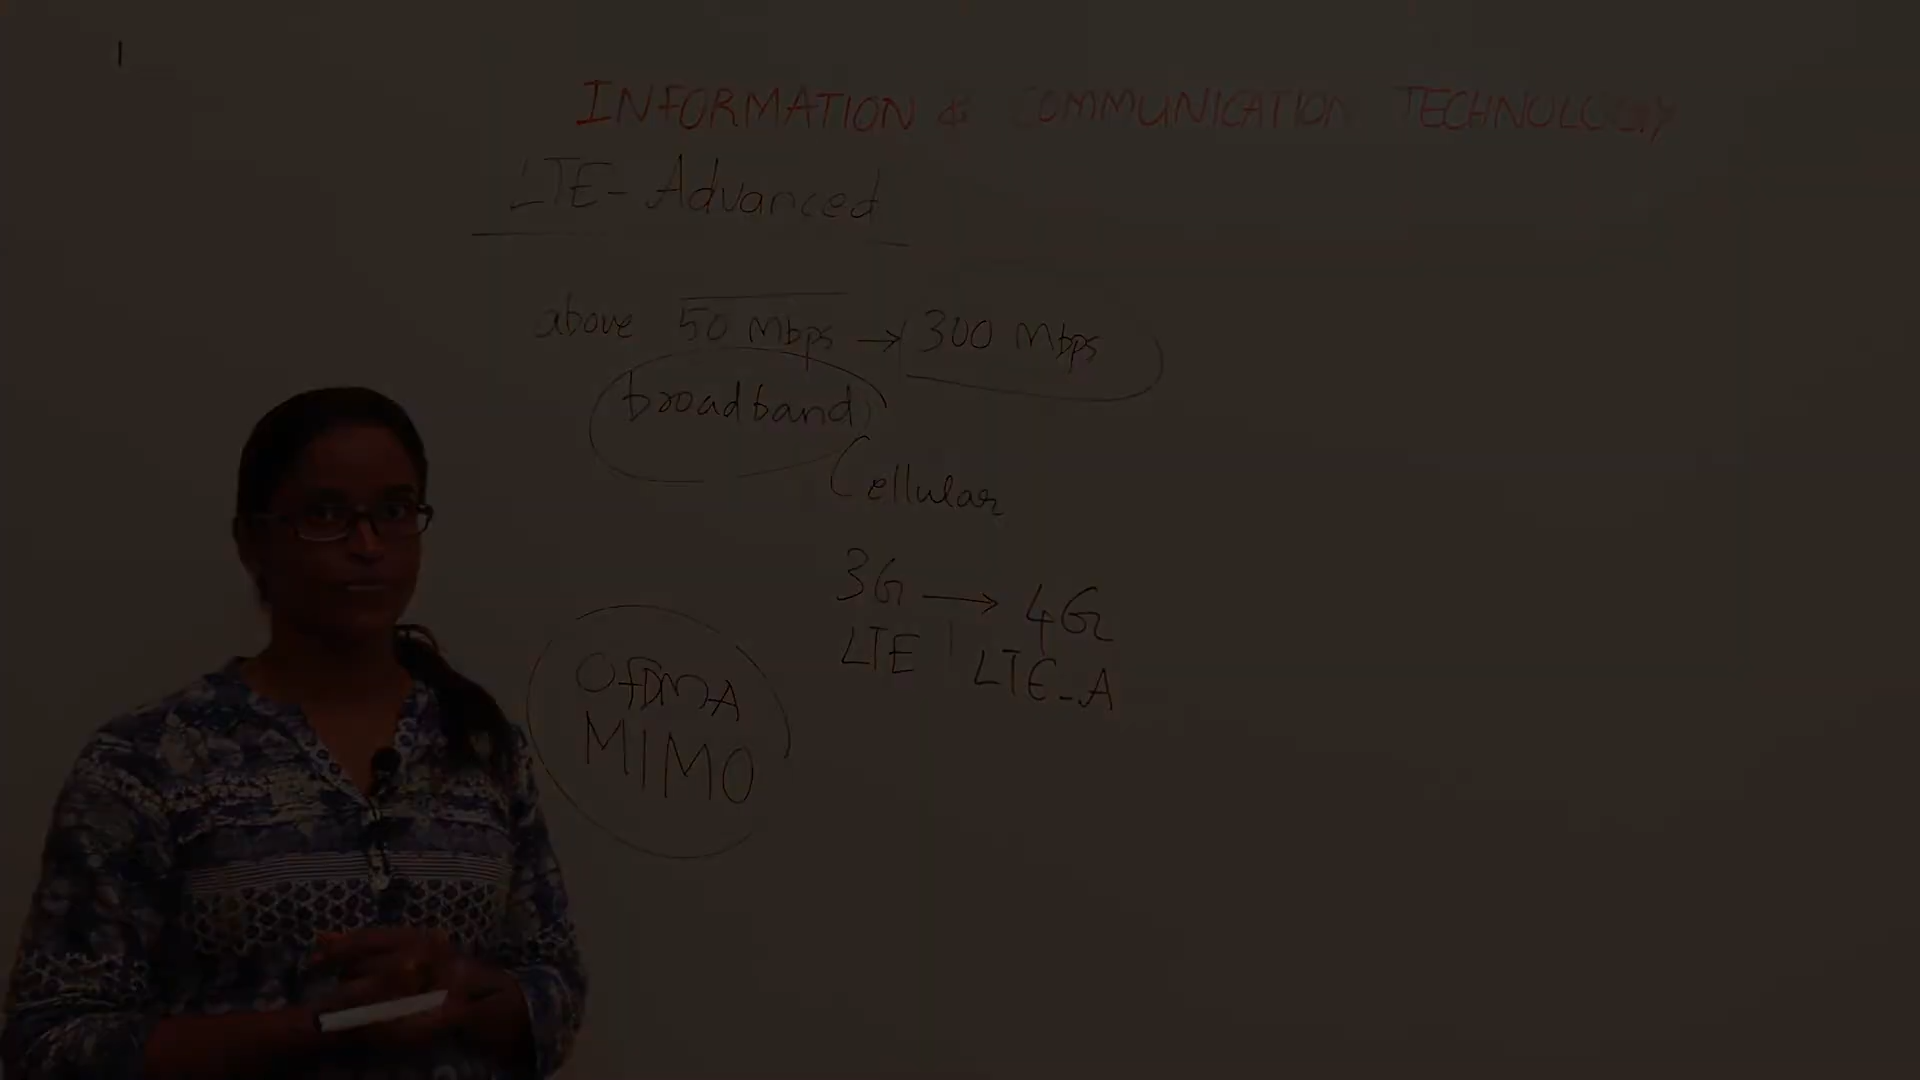 INFORMATION & COMMUNICATION TECHNOLOGY
LTE-Advanced
above 50 Mbps → 300 Mbps
broadband
Cellular
3G → 4G
LTE LTE-A
OFDMA
MIMO